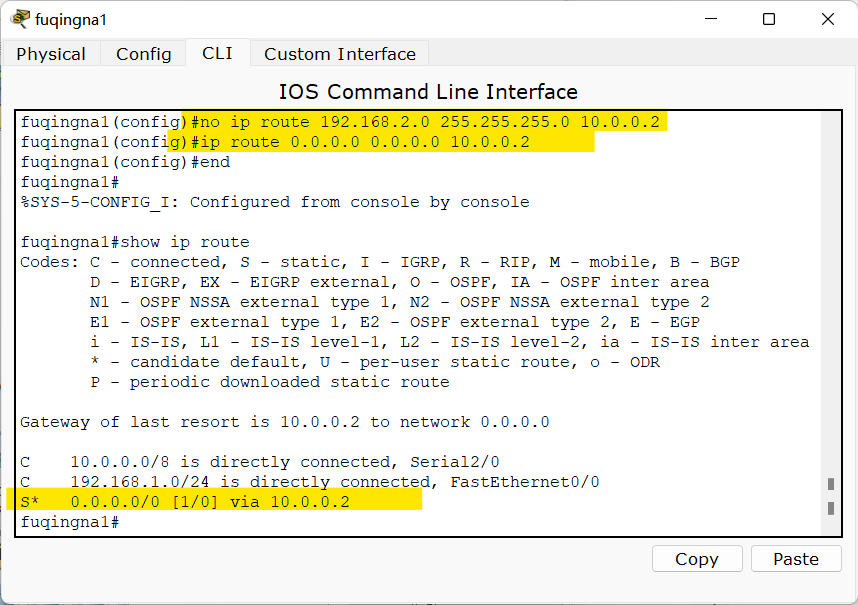 fuqingna1
Physical Config CLI Custom Interface
IOS Command Line Interface
fuqingna1(config)#no ip route 192.168.2.0 255.255.255.0 10.0.0.2
fuqingna1(config)#ip route 0.0.0.0 0.0.0.0 10.0.0.2
fuqingna1(config)#end
fuqingna1#
%SYS-5-CONFIG_I: Configured from console by console
fuqingna1#show ip route
Codes: C - connected, S - static, I - IGRP, R - RIP, M - mobile, B - BGP
D - EIGRP, EX - EIGRP external, O - OSPF, IA - OSPF inter area
N1 - OSPF NSSA external type 1, N2 - OSPF NSSA external type 2
E1 - OSPF external type 1, E2 - OSPF external type 2, E - EGP
i - IS-IS, L1 - IS-IS level-1, L2 - IS-IS level-2, ia - IS-IS inter area
* - candidate default, U - per-user static route, o - ODR
P - periodic downloaded static route
Gateway of last resort is 10.0.0.2 to network 0.0.0.0
C    10.0.0.0/8 is directly connected, Serial2/0
C    192.168.1.0/24 is directly connected, FastEthernet0/0
S*   0.0.0.0/0 [1/0] via 10.0.0.2
fuqingna1#
Copy Paste